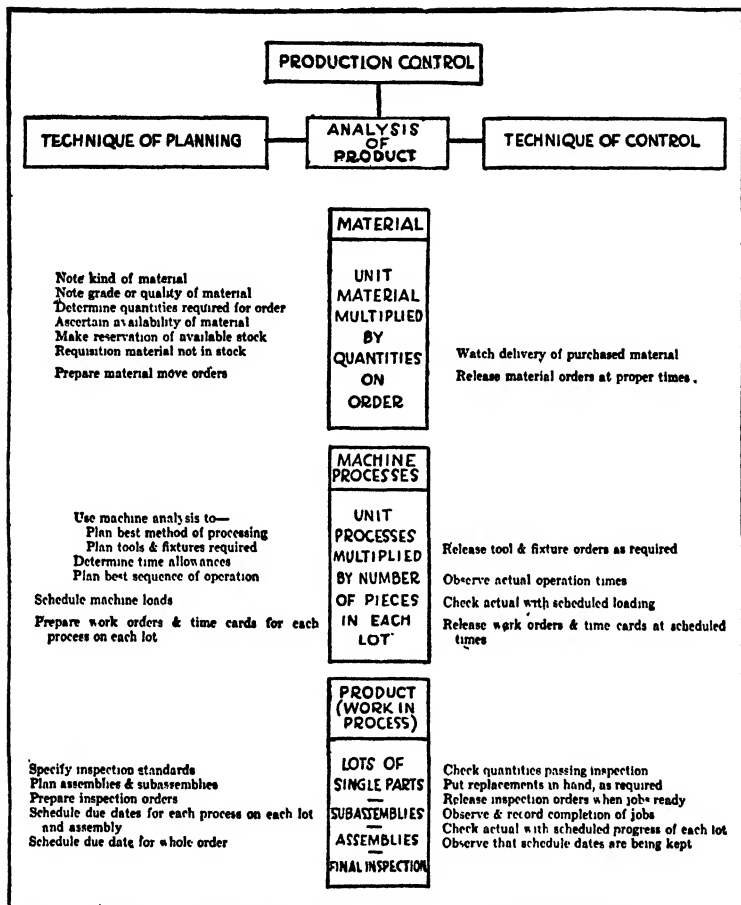 PRODUCTION CONTROL
TECHNIQUE OF PLANNING
ANALYSIS
OF
PRODUCT
TECHNIQUE OF CONTROL
MATERIAL
Note kind of material
Note grade or quality of material
Determine quantities required for order
Ascertain availability of material
Make reservation of available stock
Requisition material not in stock
Prepare material move orders
UNIT
MATERIAL
MULTIPLIED
BY
QUANTITIES
ON
ORDER
Watch delivery of purchased material
Release material orders at proper times.
MACHINE
PROCESSES
Use machine analysis to—
Plan best method of processing
Plan tools & fixtures required
Determine time allowances
Plan best sequence of operation
Schedule machine loads
Prepare work orders & time cards for each
process on each lot
UNIT
PROCESSES
MULTIPLIED
BY NUMBER
OF PIECES
IN EACH
LOT
Release tool & fixture orders as required
Observe actual operation times
Check actual with scheduled loading
Release work orders & time cards at scheduled
times
PRODUCT
(WORK IN
PROCESS)
Specify inspection standards
Plan assemblies & subassemblies
Prepare inspection orders
Schedule due dates for each process on each lot
and assembly
Schedule due date for whole order
LOTS OF
SINGLE PARTS
—
SUBASSEMBLIES
—
ASSEMBLIES
—
FINAL INSPECTION
Check quantities passing inspection
Put replacements in hand, as required
Release inspection orders when jobs ready
Observe & record completion of jobs
Check actual with scheduled progress of each lot
Observe that schedule dates are being kept